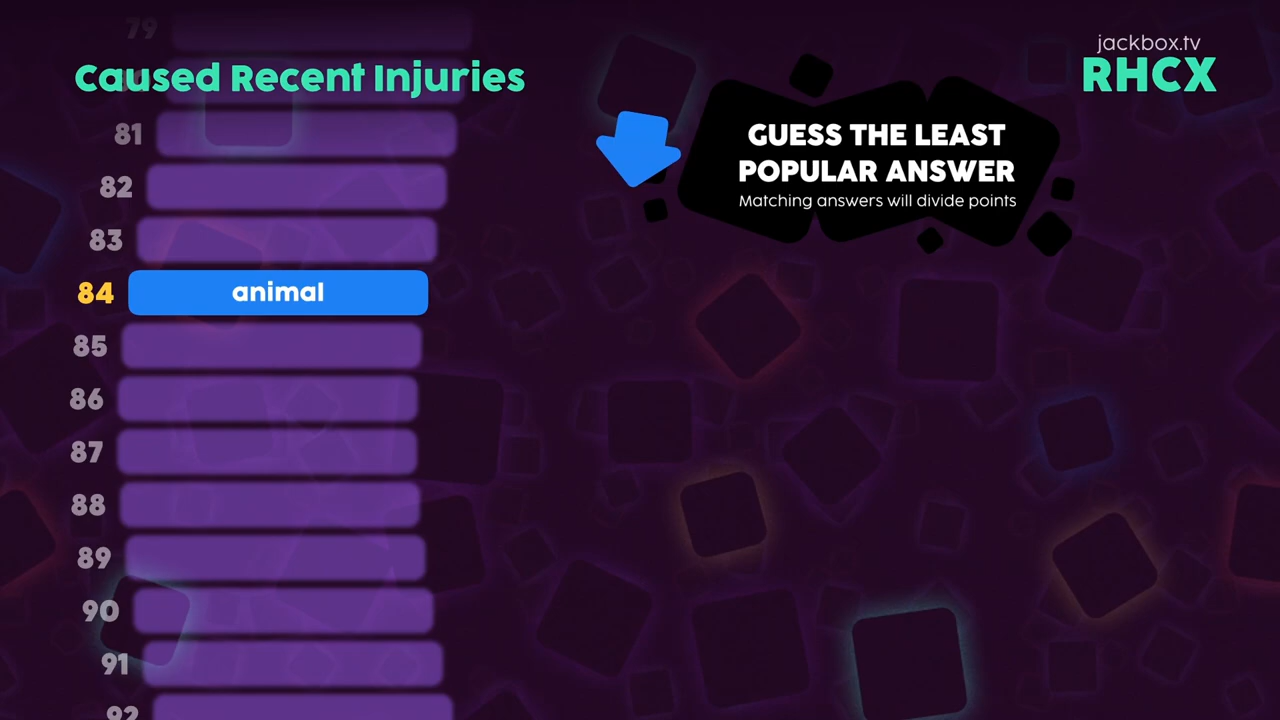 79
Caused Recent Injuries
jackbox.tv
RHCX
GUESS THE LEAST
POPULAR ANSWER
Matching answers will divide points
81
82
83
84 animal
85
86
87
88
89
90
91
92